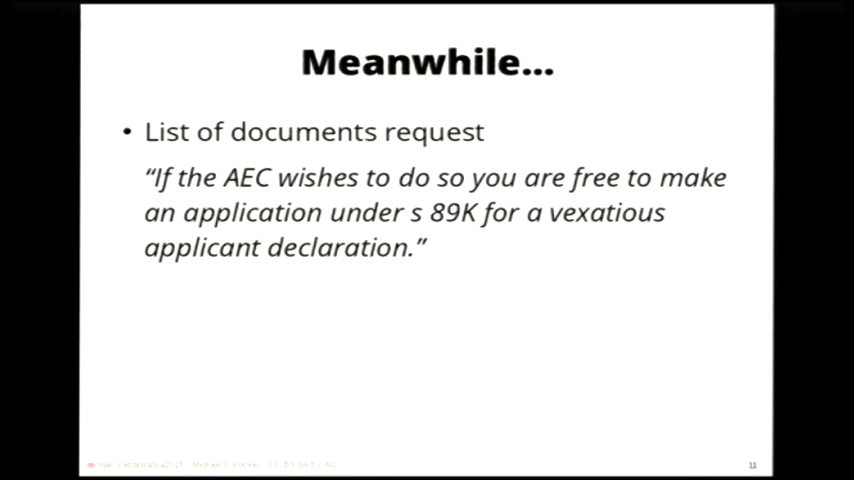 Meanwhile...
• List of documents request
“If the AEC wishes to do so you are free to make
an application under s 89K for a vexatious
applicant declaration.”
11